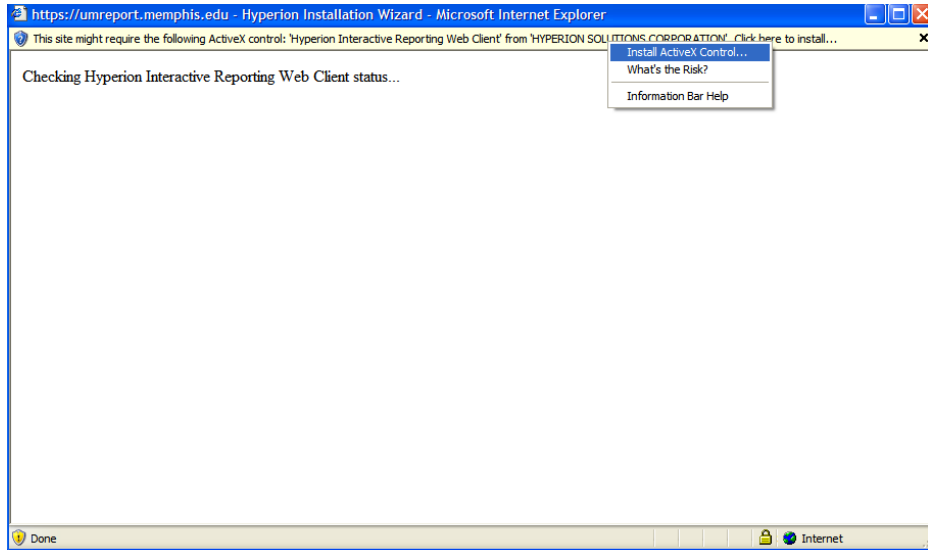 https://umreport.memphis.edu - Hyperion Installation Wizard - Microsoft Internet Explorer
This site might require the following ActiveX control: 'Hyperion Interactive Reporting Web Client' from 'HYPERION SOLUTIONS CORPORATION'. Click here to install...
Install ActiveX Control...
What's the Risk?
Information Bar Help
Checking Hyperion Interactive Reporting Web Client status...
Done
Internet